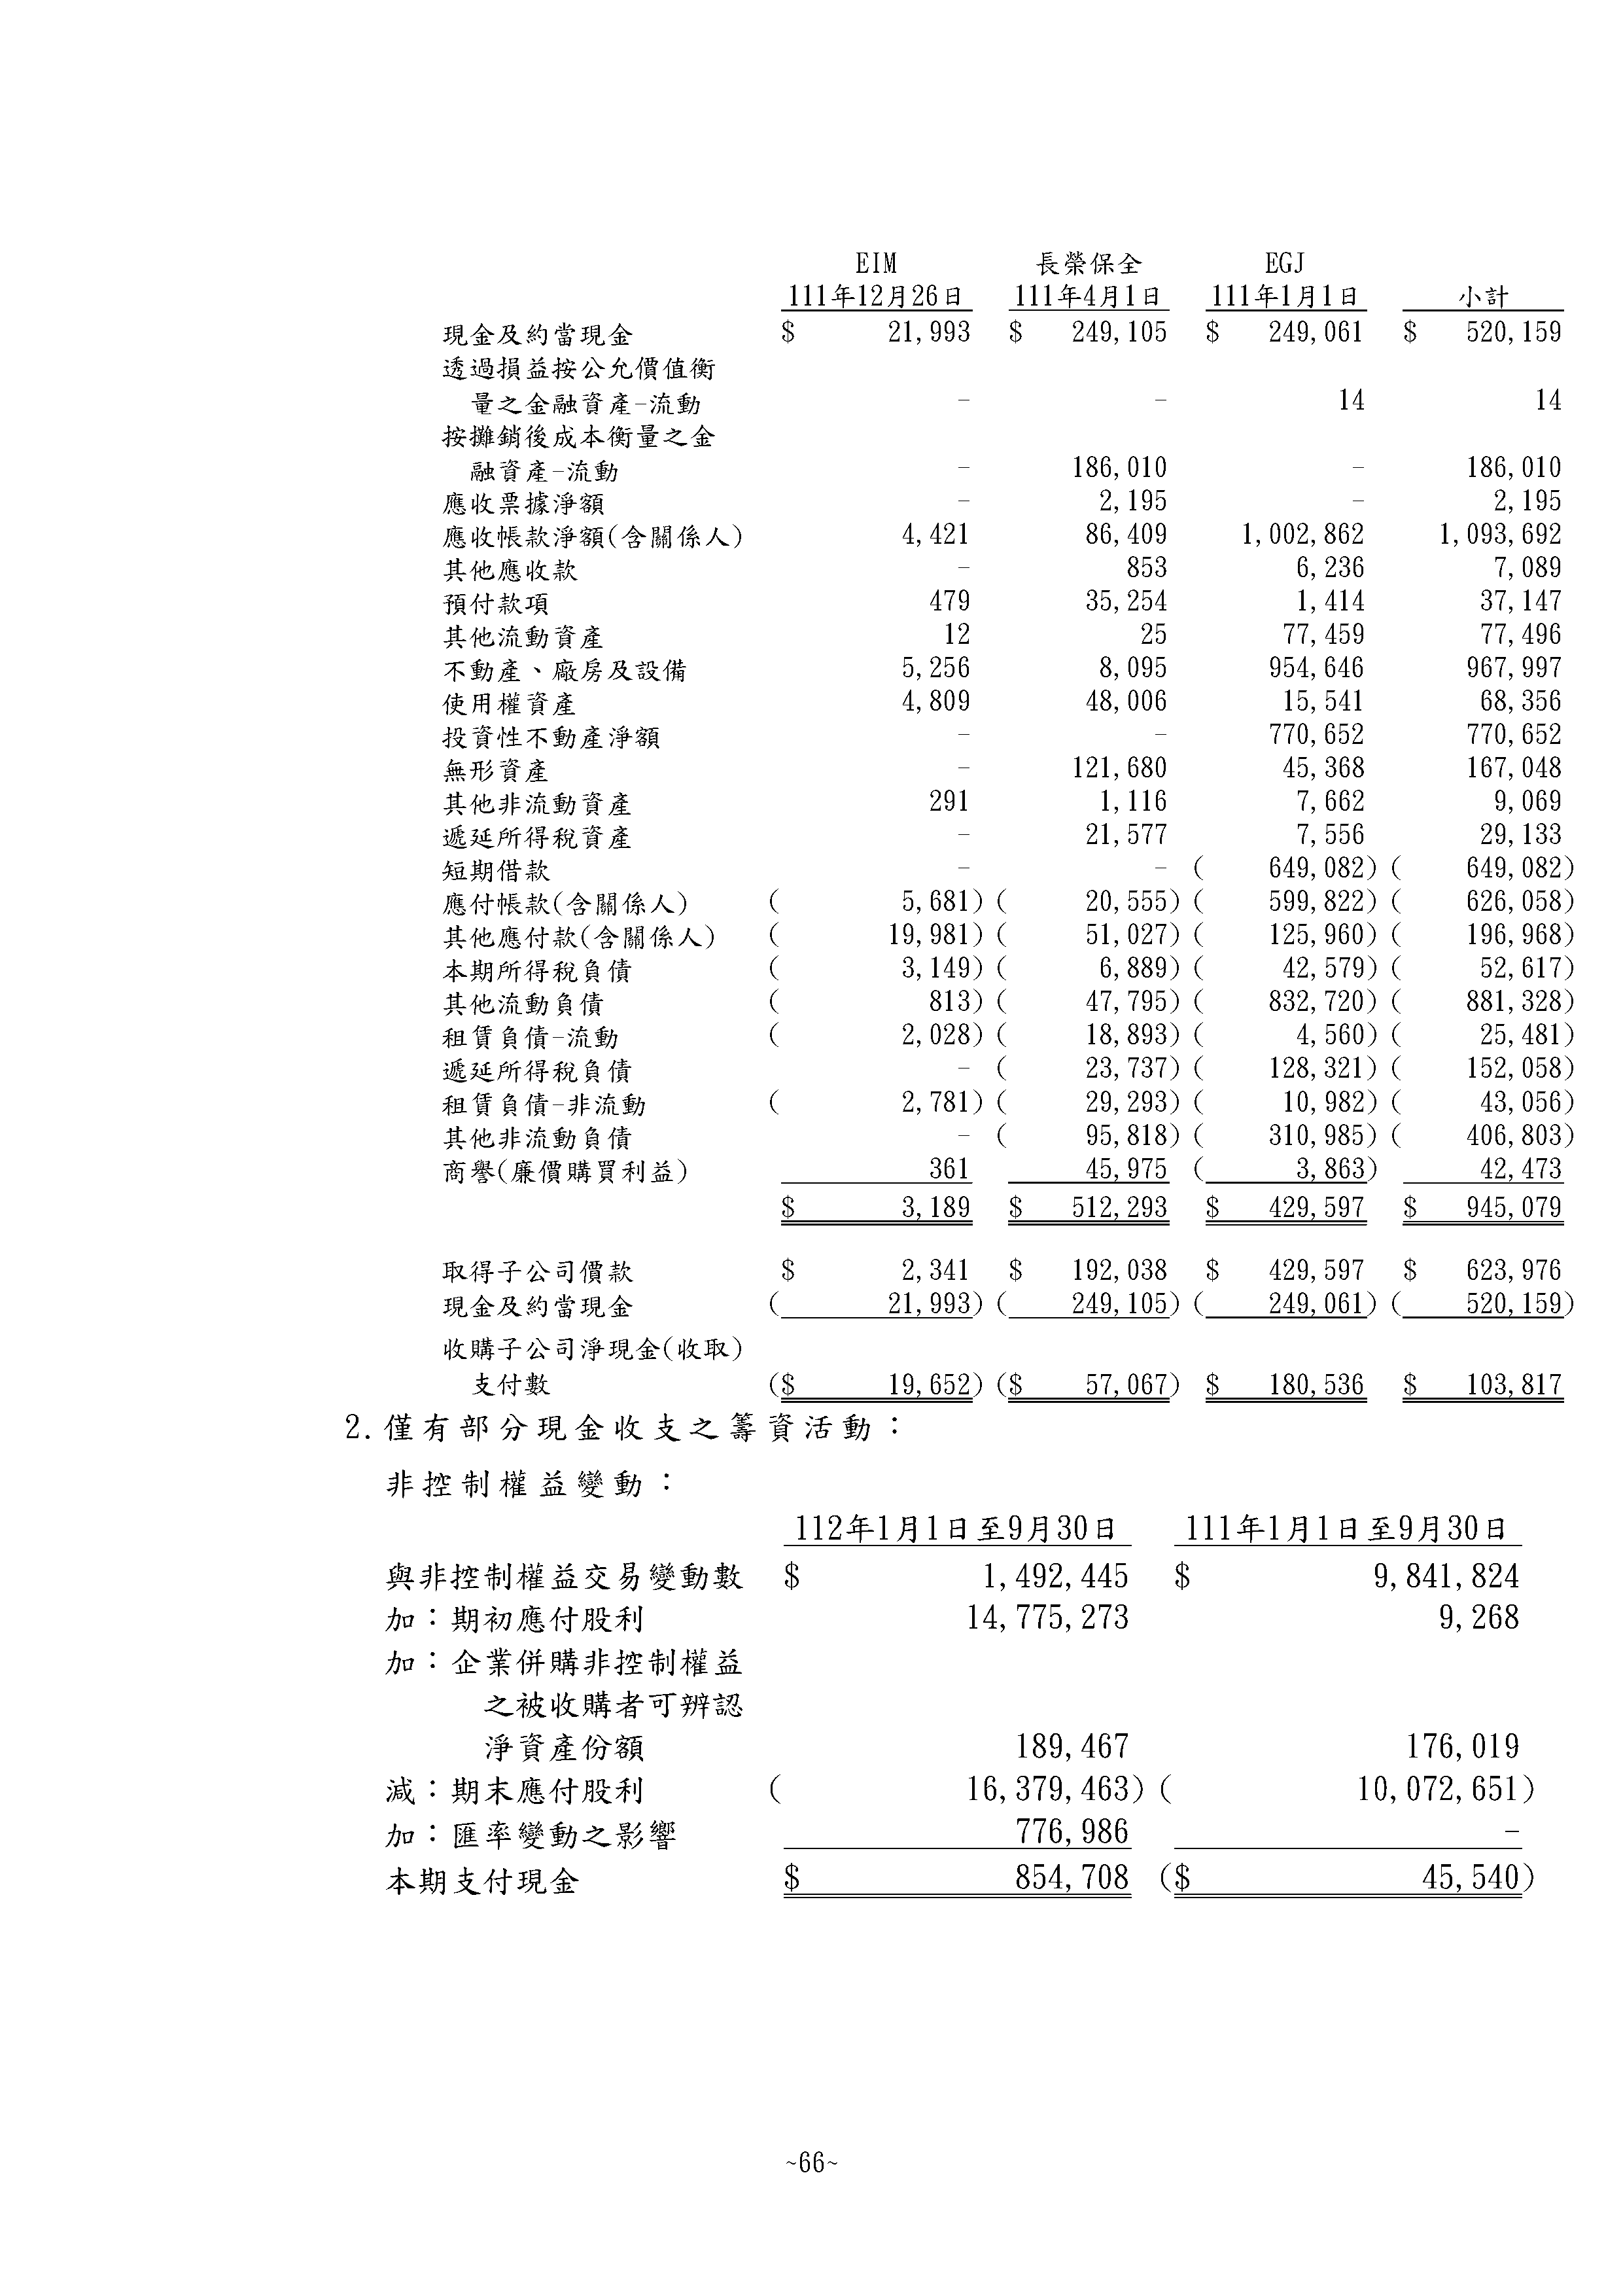 EIM 長榮保全 EGJ
111年12月26日 111年4月1日 111年1月1日 小計
現金及約當現金 $ 21,993 $ 249,105 $ 249,061 $ 520,159
透過損益按公允價值衡
量之金融資產-流動 - - 14 14
按攤銷後成本衡量之金
融資產-流動 - 186,010 - 186,010
應收票據淨額 - 2,195 - 2,195
應收帳款淨額(含關係人) 4,421 86,409 1,002,862 1,093,692
其他應收款 - 853 6,236 7,089
預付款項 479 35,254 1,414 37,147
其他流動資產 12 25 77,459 77,496
不動產、廠房及設備 5,256 8,095 954,646 967,997
使用權資產 4,809 48,006 15,541 68,356
投資性不動產淨額 - - 770,652 770,652
無形資產 - 121,680 45,368 167,048
其他非流動資產 291 1,116 7,662 9,069
遞延所得稅資產 - 21,577 7,556 29,133
短期借款 - - ( 649,082) ( 649,082)
應付帳款(含關係人) ( 5,681) ( 20,555) ( 599,822) ( 626,058)
其他應付款(含關係人) ( 19,981) ( 51,027) ( 125,960) ( 196,968)
本期所得稅負債 ( 3,149) ( 6,889) ( 42,579) ( 52,617)
其他流動負債 ( 813) ( 47,795) ( 832,720) ( 881,328)
租賃負債-流動 ( 2,028) ( 18,893) ( 4,560) ( 25,481)
遞延所得稅負債 - ( 23,737) ( 128,321) ( 152,058)
租賃負債-非流動 ( 2,781) ( 29,293) ( 10,982) ( 43,056)
其他非流動負債 - ( 95,818) ( 310,985) ( 406,803)
商譽(廉價購買利益) 361 45,975 ( 3,863) 42,473
$ 3,189 $ 512,293 $ 429,597 $ 945,079
取得子公司價款 $ 2,341 $ 192,038 $ 429,597 $ 623,976
現金及約當現金 ( 21,993) ( 249,105) ( 249,061) ( 520,159)
收購子公司淨現金(收取)
支付數 ($ 19,652) ($ 57,067) $ 180,536 $ 103,817
2.僅有部分現金收支之籌資活動：
非控制權益變動：
112年1月1日至9月30日 111年1月1日至9月30日
與非控制權益交易變動數 $ 1,492,445 $ 9,841,824
加：期初應付股利 14,775,273 9,268
加：企業併購非控制權益
之被收購者可辨認
淨資產份額 189,467 176,019
減：期末應付股利 ( 16,379,463) ( 10,072,651)
加：匯率變動之影響 776,986 -
本期支付現金 $ 854,708 ($ 45,540)
~66~